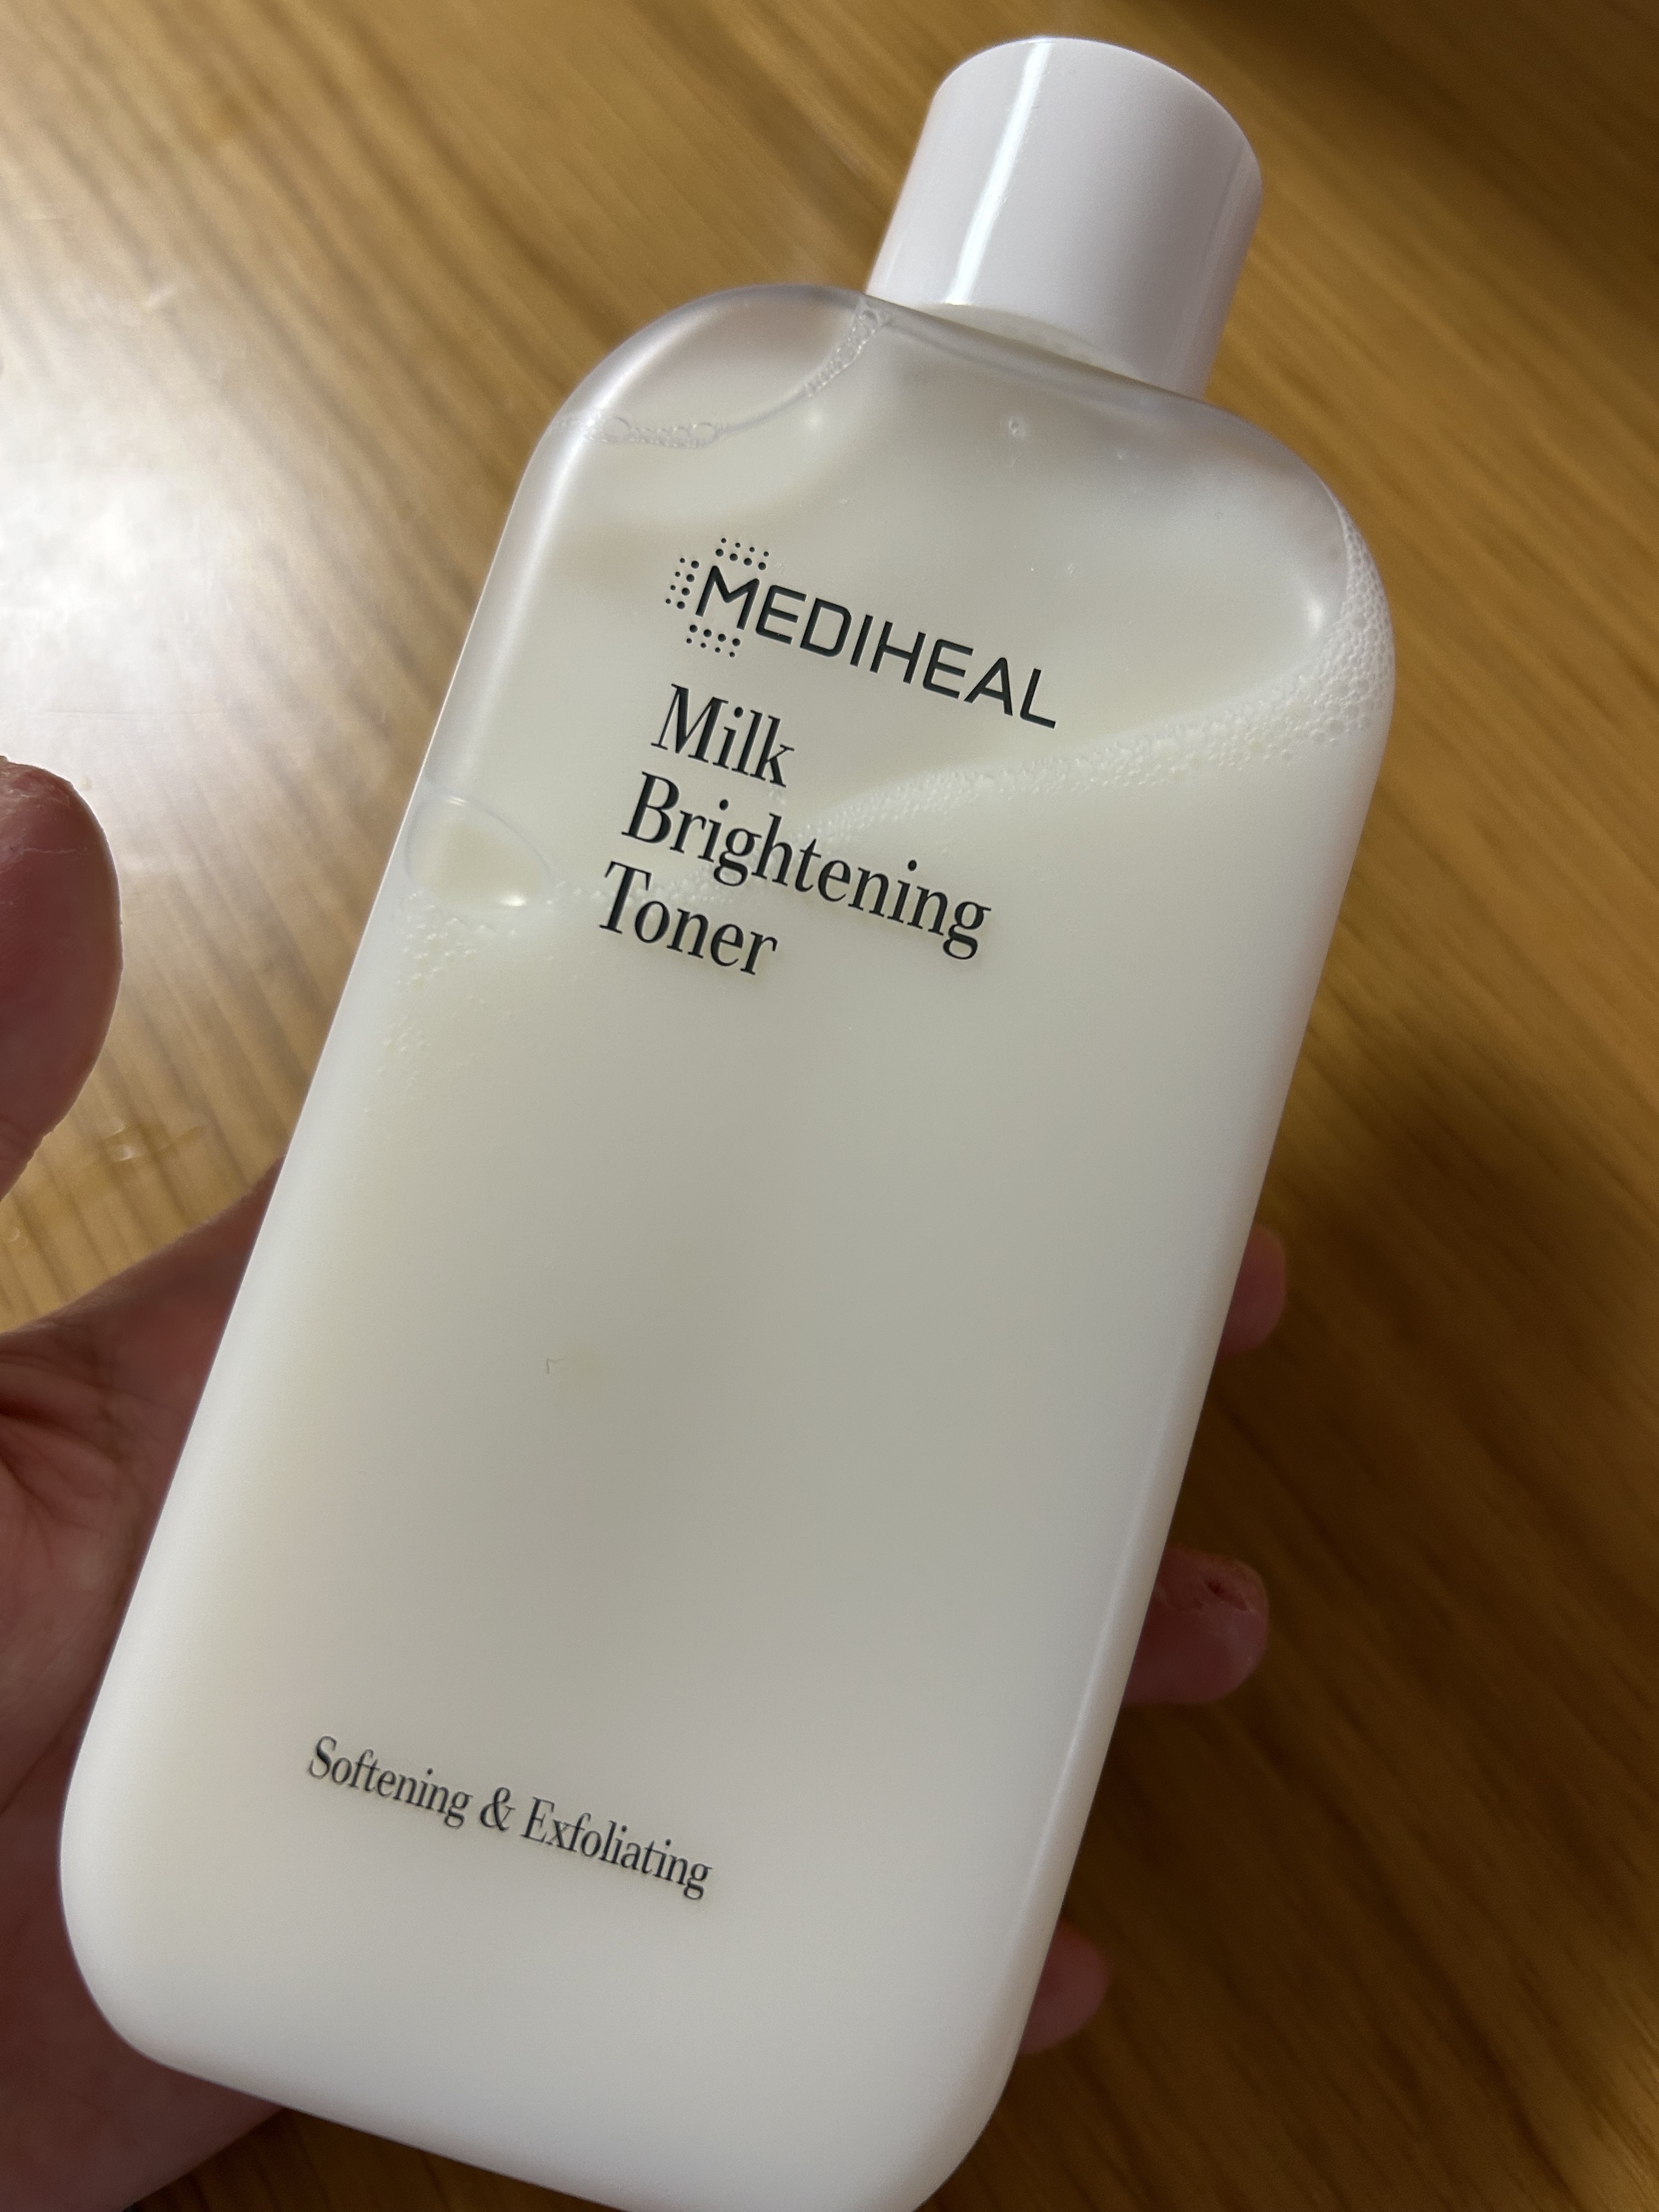 MEDIHEAL
Milk
Brightening
Toner
Softening & Exfoliating